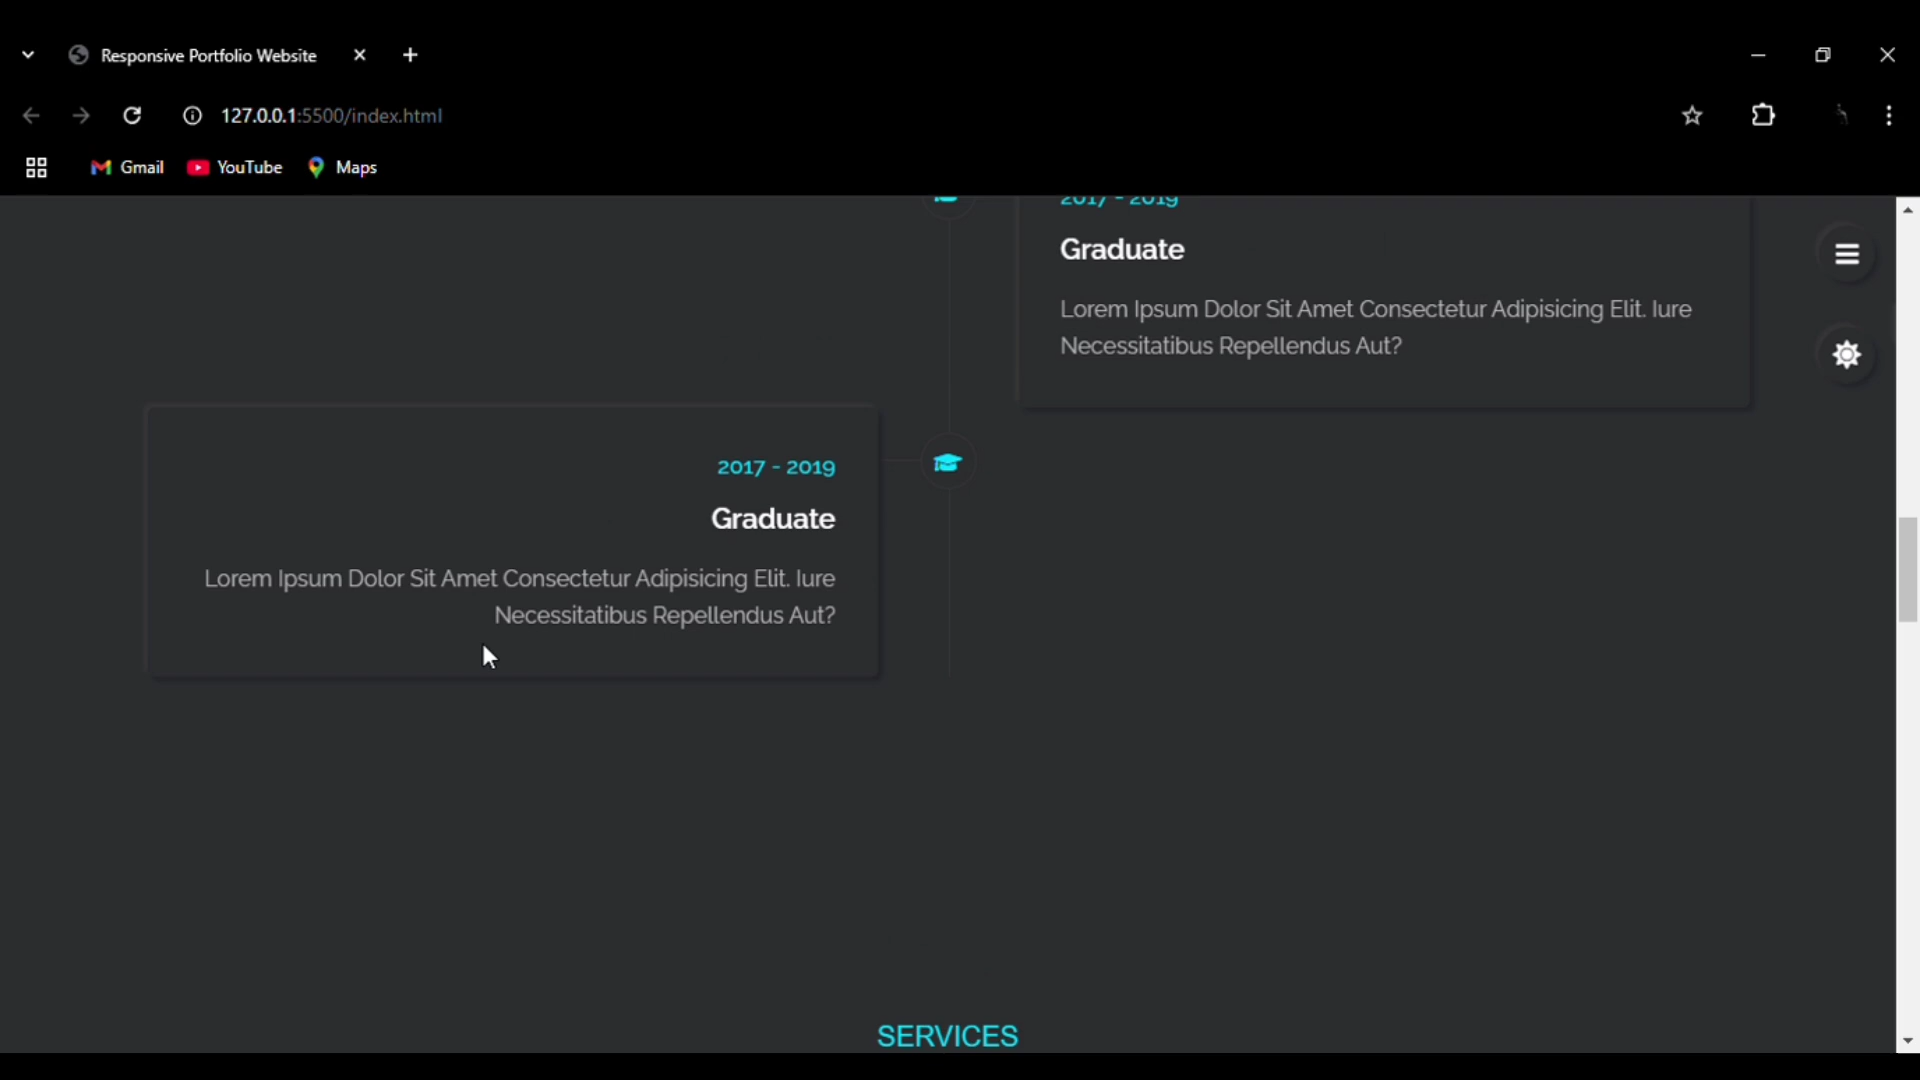 Responsive Portfolio Website
127.0.0.1:5500/index.html
Gmail YouTube Maps
2017 - 2019
Graduate
Lorem Ipsum Dolor Sit Amet Consectetur Adipisicing Elit. Iure
Necessitatibus Repellendus Aut?
2017 - 2019
Graduate
Lorem Ipsum Dolor Sit Amet Consectetur Adipisicing Elit. Iure
Necessitatibus Repellendus Aut?
SERVICES